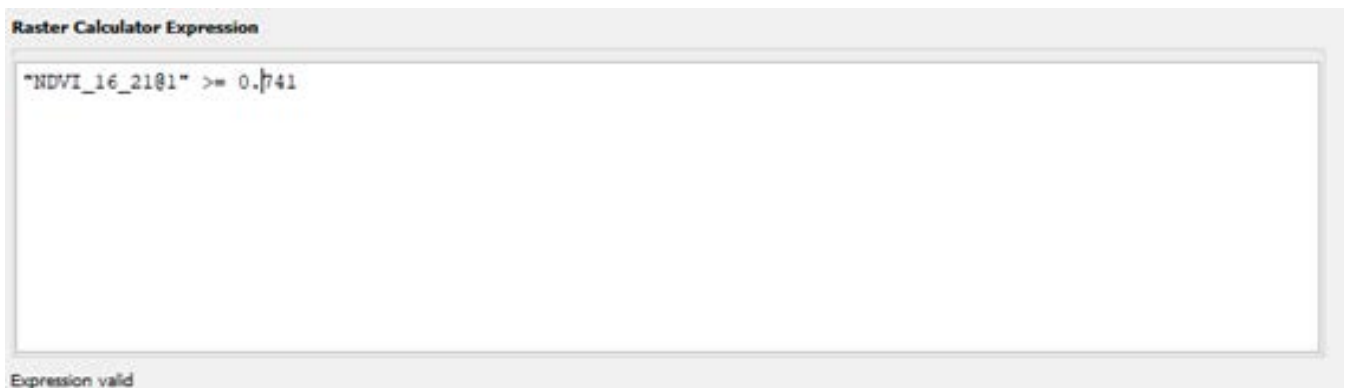 Raster Calculator Expression
"NDVI_16_21@1" >= 0.741
Expression valid